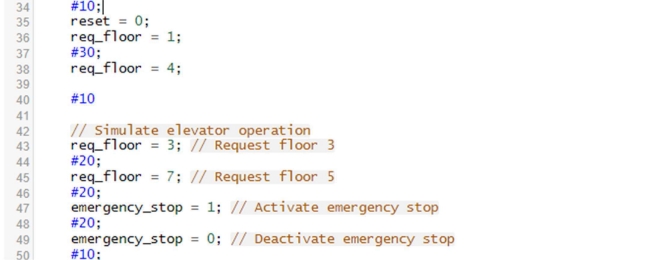 34 #10;
35 reset = 0;
36 req_floor = 1;
37 #30;
38 req_floor = 4;
39
40 #10
41
42 // Simulate elevator operation
43 req_floor = 3; // Request floor 3
44 #20;
45 req_floor = 7; // Request floor 5
46 #20;
47 emergency_stop = 1; // Activate emergency stop
48 #20;
49 emergency_stop = 0; // Deactivate emergency stop
50 #10;